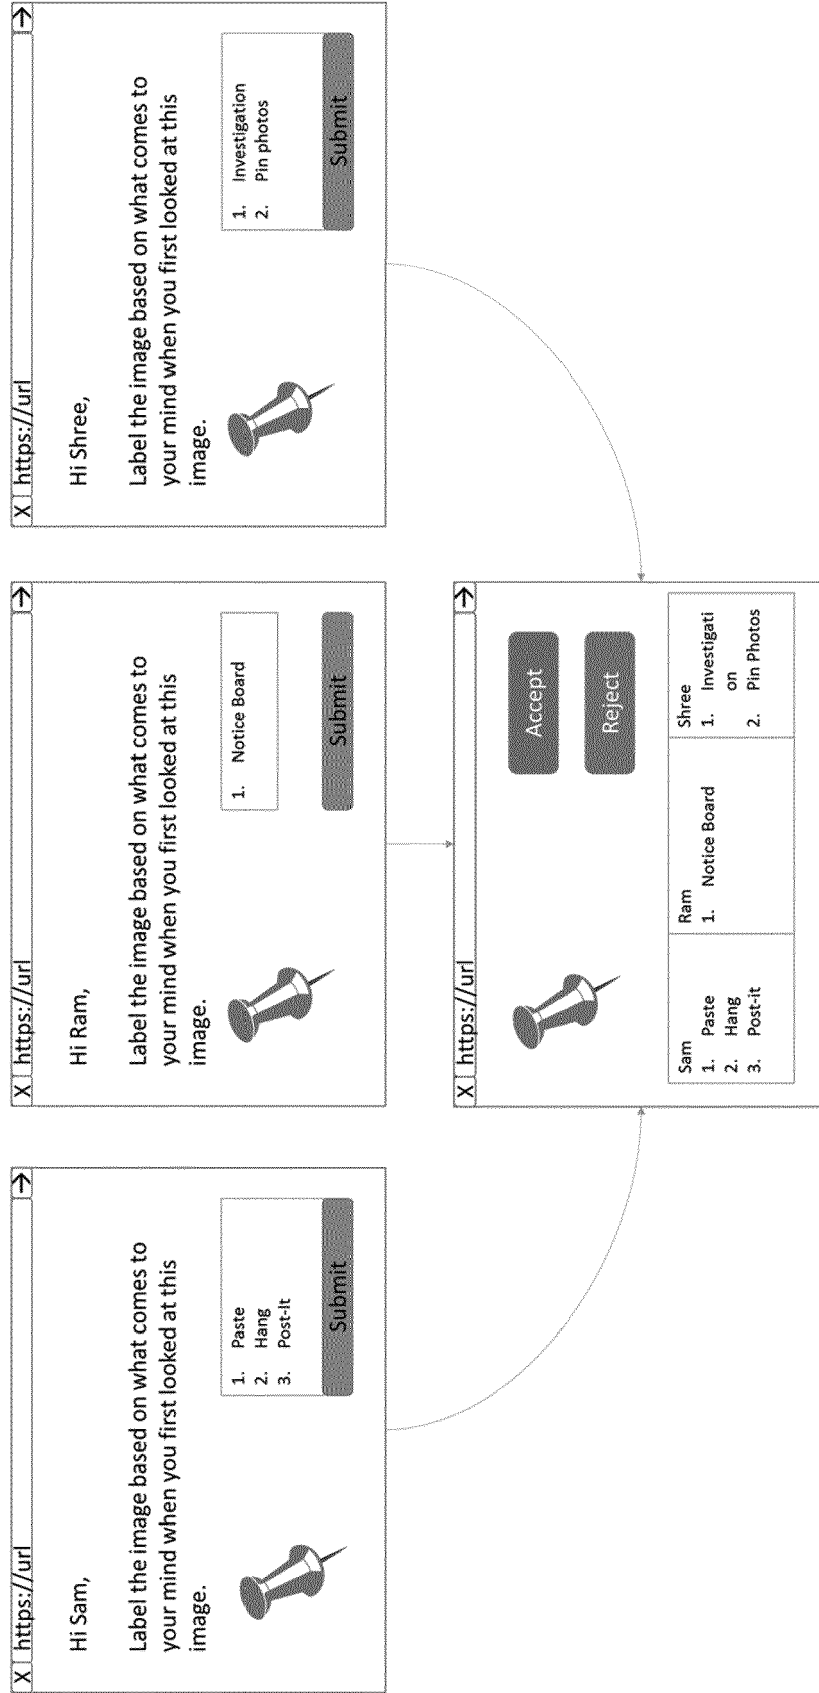 X https://url →
Hi Sam,
Label the image based on what comes to
your mind when you first looked at this
image.
1. Paste
2. Hang
3. Post-It
Submit
X https://url →
Hi Ram,
Label the image based on what comes to
your mind when you first looked at this
image.
1. Notice Board
Submit
X https://url →
Hi Shree,
Label the image based on what comes to
your mind when you first looked at this
image.
1. Investigation
2. Pin photos
Submit
X https://url →
Accept
Reject
Sam
1. Paste
2. Hang
3. Post-it
Ram
1. Notice Board
Shree
1. Investigati
on
2. Pin Photos